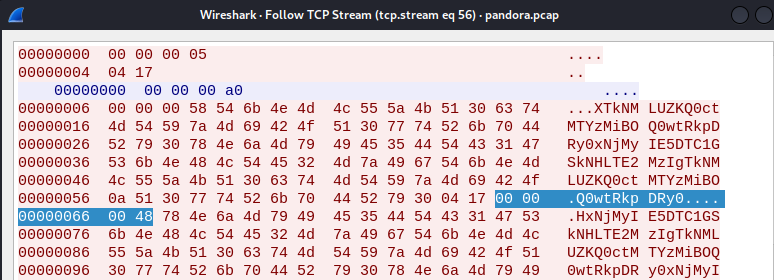 Wireshark · Follow TCP Stream (tcp.stream eq 56) · pandora.pcap
00000000 00 00 00 05 ....
00000004 04 17 ..
00000000 00 00 00 a0 ....
00000006 00 00 00 58 54 6b 4e 4d 4c 55 5a 4b 51 30 63 74 ...XTkNM LUZKQ0ct
00000016 4d 54 59 7a 4d 69 42 4f 51 30 77 74 52 6b 70 44 MTYzMiBO Q0wtRkpD
00000026 52 79 30 78 4e 6a 4d 79 49 45 35 44 54 43 31 47 Ry0xNjMy IE5DTC1G
00000036 53 6b 4e 48 4c 54 45 32 4d 7a 49 67 54 6b 4e 4d SkNHLTE2 MzIgTkNM
00000046 4c 55 5a 4b 51 30 63 74 4d 54 59 7a 4d 69 42 4f LUZKQ0ct MTYzMiBO
00000056 0a 51 30 77 74 52 6b 70 44 52 79 30 04 17 00 00 .Q0wtRkp DRy0....
00000066 00 48 78 4e 6a 4d 79 49 45 35 44 54 43 31 47 53 .HxNjMyI E5DTC1GS
00000076 6b 4e 48 4c 54 45 32 4d 7a 49 67 54 6b 4e 4d 4c kNHLTE2M zIgTkNML
00000086 55 5a 4b 51 30 63 74 4d 54 59 7a 4d 69 42 4f 51 UZKQ0ctM TYzMiBOQ
00000096 30 77 74 52 6b 70 44 52 79 30 78 4e 6a 4d 79 49 0wtRkpDR y0xNjMyI